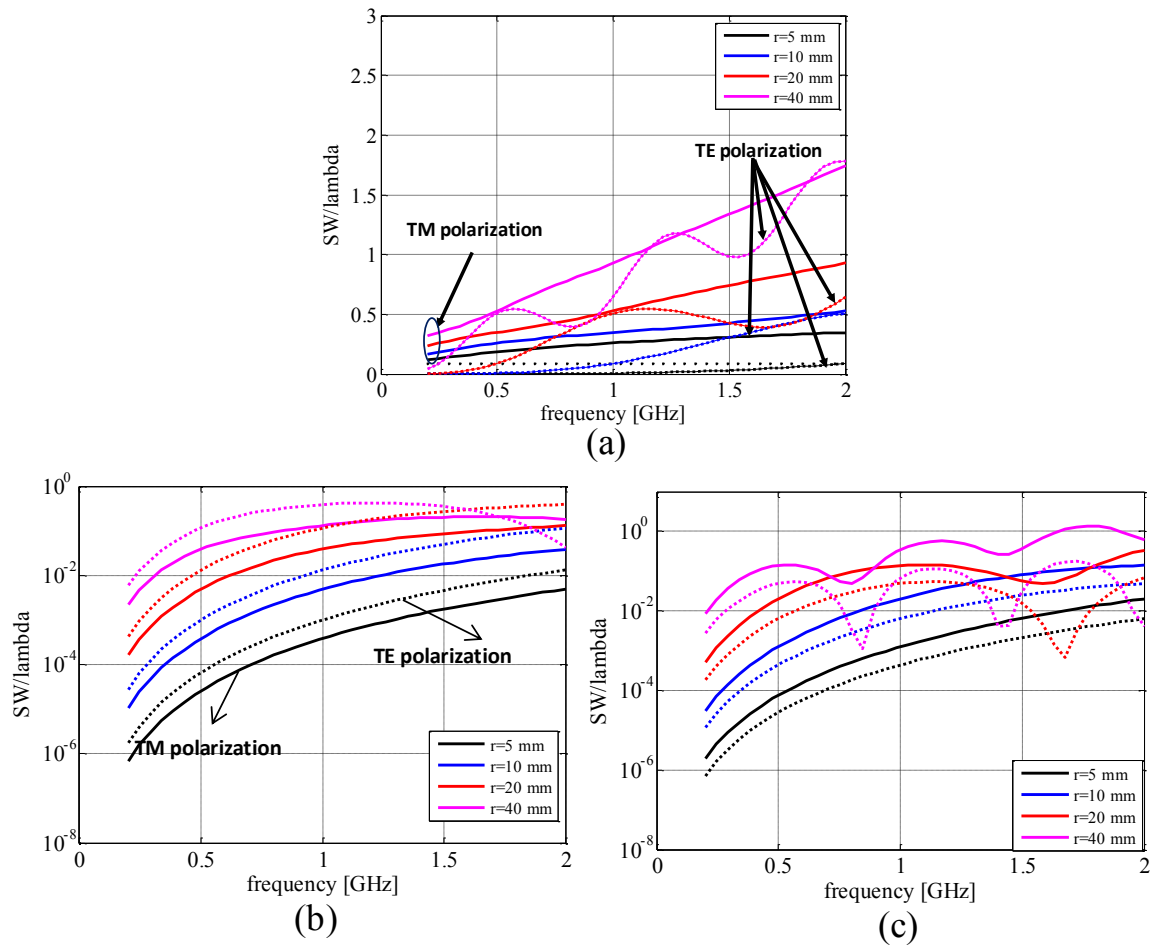 3
2.5
2
1.5
1
0.5
0
SW/lambda
r=5 mm
r=10 mm
r=20 mm
r=40 mm
TE polarization
TM polarization
0 0.5 1 1.5 2
frequency [GHz]
(a)
10^0
10^-2
10^-4
10^-6
10^-8
SW/lambda
TE polarization
TM polarization
r=5 mm
r=10 mm
r=20 mm
r=40 mm
0 0.5 1 1.5 2
frequency [GHz]
(b)
10^0
10^-2
10^-4
10^-6
10^-8
SW/lambda
r=5 mm
r=10 mm
r=20 mm
r=40 mm
0 0.5 1 1.5 2
frequency [GHz]
(c)